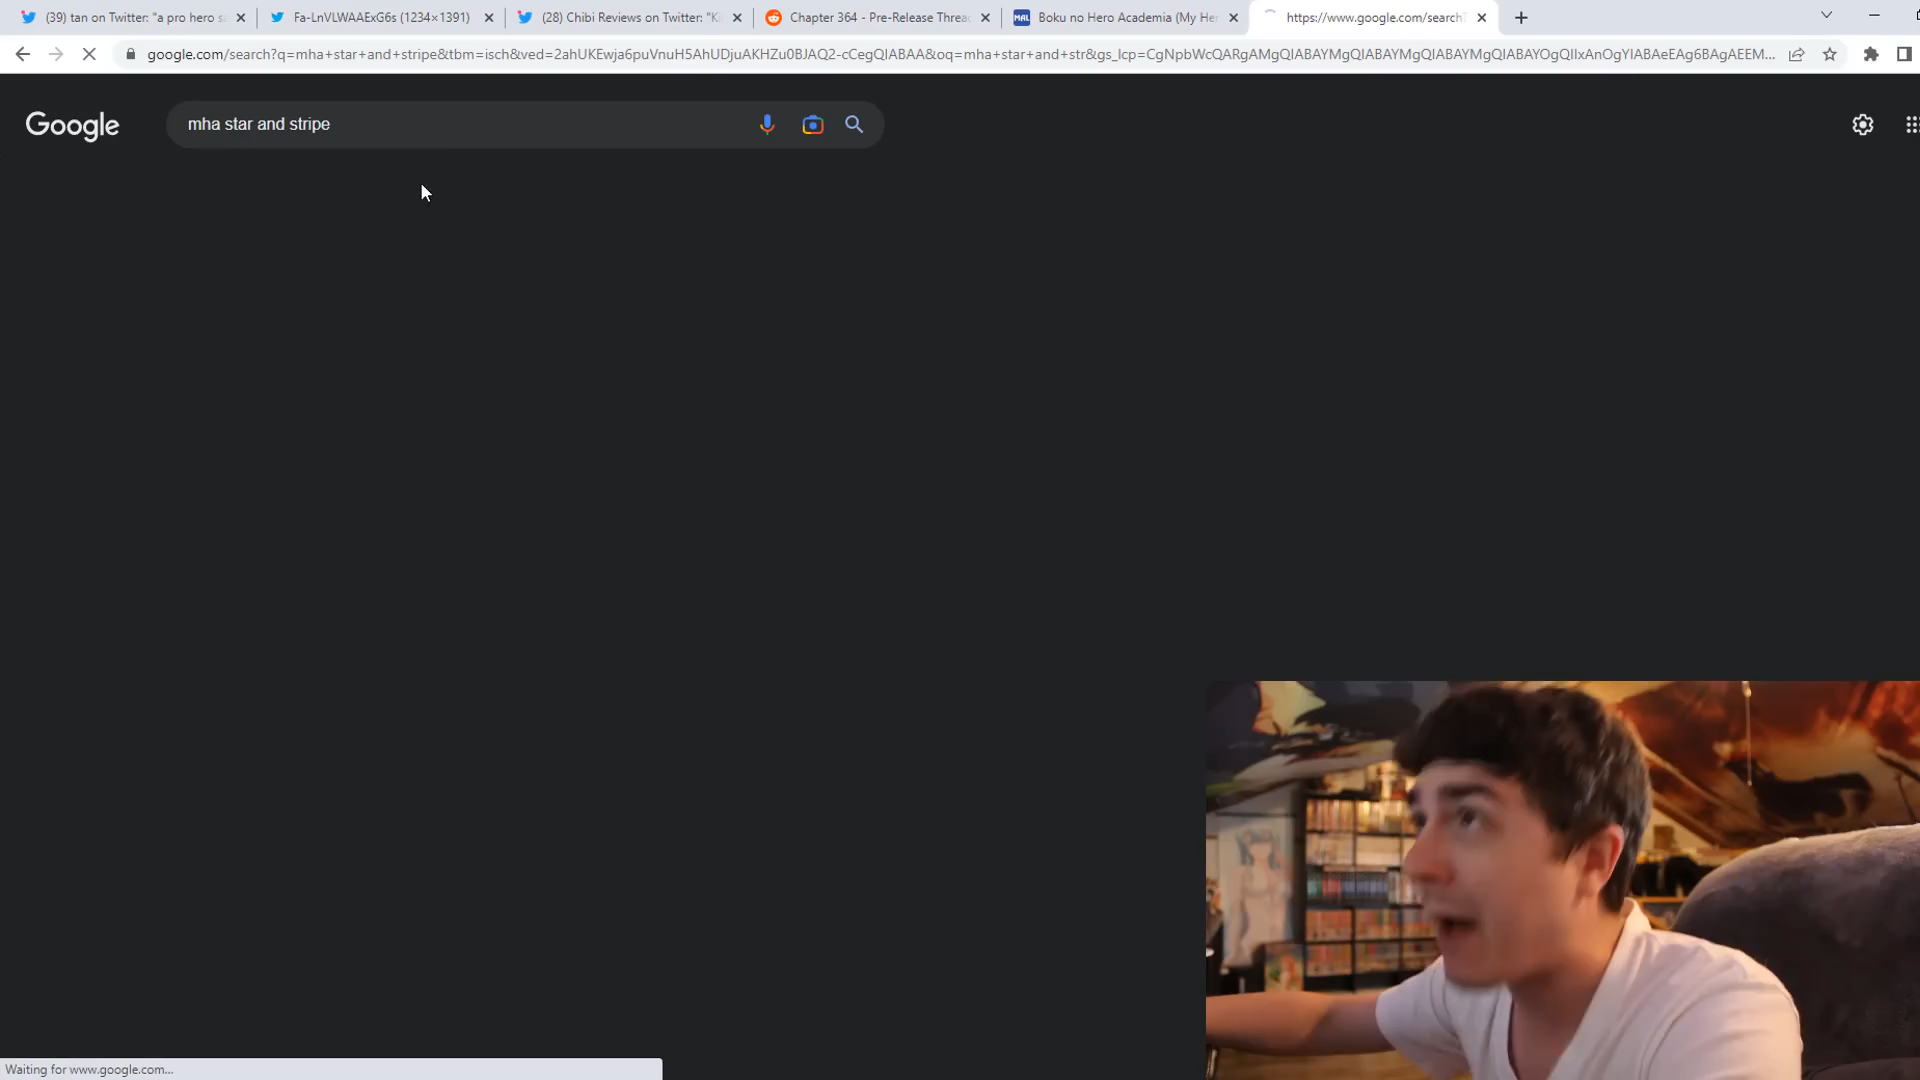 (39) tan on Twitter: "a pro hero s
Fa-LnVLWAAExG6s (1234×1391)
(28) Chibi Reviews on Twitter: "Ki
Chapter 364 - Pre-Release Threa
MAL
Boku no Hero Academia (My He
https://www.google.com/search
google.com/search?q=mha+star+and+stripe&tbm=isch&ved=2ahUKEwja6puVnuH5AhUDjuAKHZu0BJAQ2-cCegQIABAA&oq=mha+star+and+str&gs_lcp=CgNpbWcQARgAMgQIABAYMgQIABAYMgQIABAYMgQIABAYOgQIIxAnOgYIABAeEAg6BAgAEEM...
Google
mha star and stripe
Waiting for www.google.com...